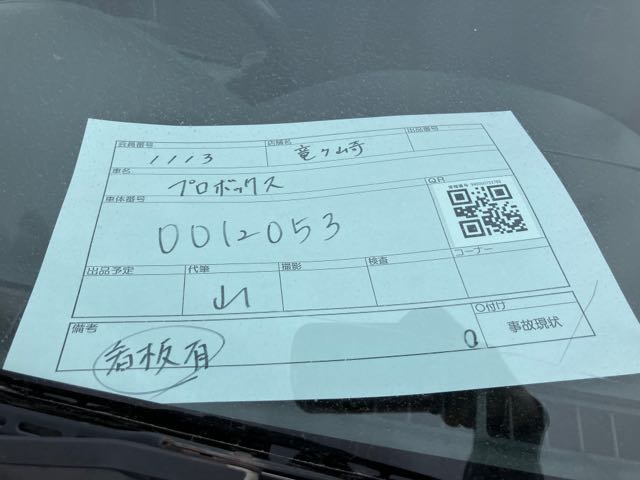 会員番号 1113 店舗名 竜ヶ崎 出品番号
車名 プロボックス
車体番号 0012053 QR
出品予定 代筆 山 撮影 検査 コーナー
備考 看板有 0 〇付け 事故現状